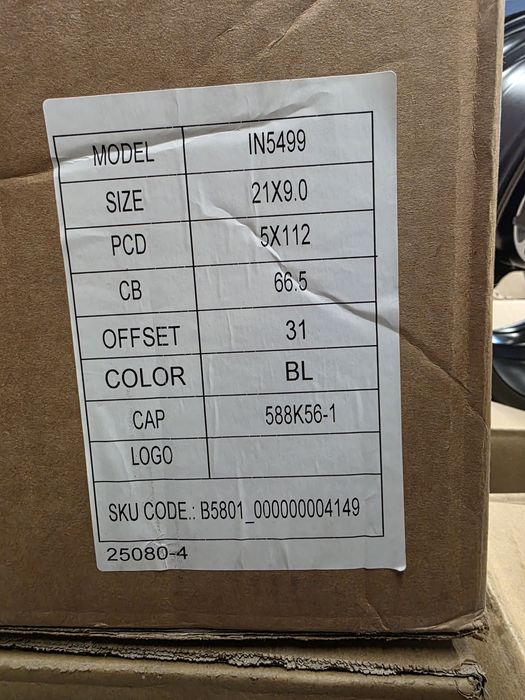 MODEL IN5499
SIZE 21X9.0
PCD 5X112
CB 66.5
OFFSET 31
COLOR BL
CAP 588K56-1
LOGO
SKU CODE.: B5801_000000004149
25080-4